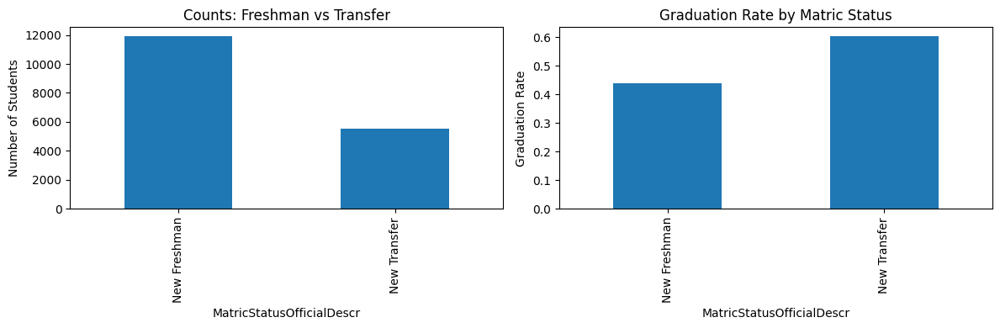 Counts: Freshman vs Transfer
Number of Students
12000
10000
8000
6000
4000
2000
0
New Freshman
New Transfer
MatricStatusOfficialDescr
Graduation Rate by Matric Status
Graduation Rate
0.6
0.5
0.4
0.3
0.2
0.1
0.0
New Freshman
New Transfer
MatricStatusOfficialDescr